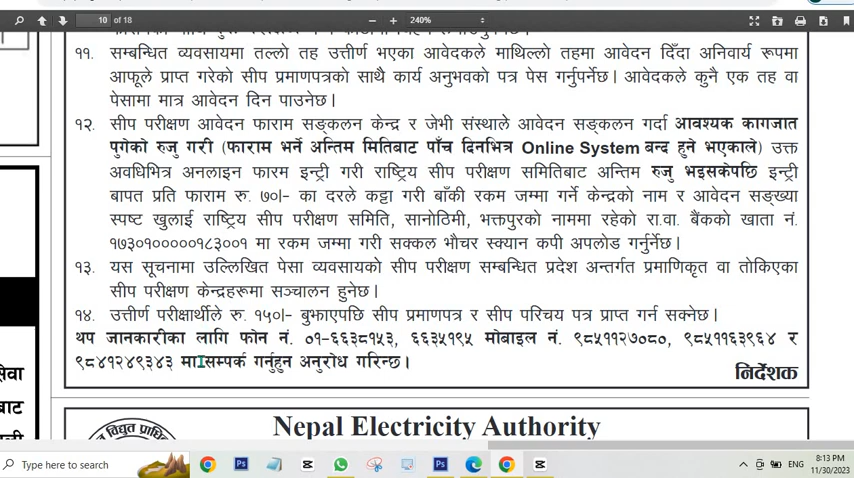 10 of 18
240%
११. सम्बन्धित व्यवसायमा तल्लो तह उत्तीर्ण भएका आवेदकले माथिल्लो तहमा आवेदन दिँदा अनिवार्य रूपमा
आफूले प्राप्त गरेको सीप प्रमाणपत्रको साथै कार्य अनुभवको पत्र पेस गर्नुपर्नेछ। आवेदकले कुनै एक तह वा
पेसामा मात्र आवेदन दिन पाउनेछ।
१२. सीप परीक्षण आवेदन फाराम सङ्कलन केन्द्र र जेभी संस्थाले आवेदन सङ्कलन गर्दा आवश्यक कागजात
पुगेको रुजु गरी (फाराम भर्ने अन्तिम मितिबाट पाँच दिनभित्र Online System बन्द हुने भएकाले) उक्त
अवधिभित्र अनलाइन फारम इन्ट्री गरी राष्ट्रिय सीप परीक्षण समितिबाट अन्तिम रुजु भइसकेपछि इन्ट्री
बापत प्रति फाराम रु. ७०।- का दरले कट्टा गरी बाँकी रकम जम्मा गर्ने केन्द्रको नाम र आवेदन सङ्ख्या
स्पष्ट खुलाई राष्ट्रिय सीप परीक्षण समिति, सानोठिमी, भक्तपुरको नाममा रहेको रा.वा. बैंकको खाता नं.
१७३०१०००००१८३००१ मा रकम जम्मा गरी सक्कल भौचर स्क्यान कपी अपलोड गर्नुर्नेछ।
१३. यस सूचनामा उल्लिखित पेसा व्यवसायको सीप परीक्षण सम्बन्धित प्रदेश अन्तर्गत प्रमाणिकृत वा तोकिएका
सीप परीक्षण केन्द्रहरूमा सञ्चालन हुनेछ।
१४. उत्तीर्ण परीक्षार्थीले रु. १५०।- बुझाएपछि सीप प्रमाणपत्र र सीप परिचय पत्र प्राप्त गर्न सक्नेछ।
थप जानकारीका लागि फोन नं. ०१-६६३८१५३, ६६३५१९५ मोबाइल नं. ९८५११२७०८०, ९८५११६३९६४ र
९८४१२४९३४३ मा सम्पर्क गर्नुहुन अनुरोध गरिन्छ।
निर्देशक
सेवा
बाट
Nepal Electricity Authority
Type here to search
ENG
8:13 PM
11/30/2023